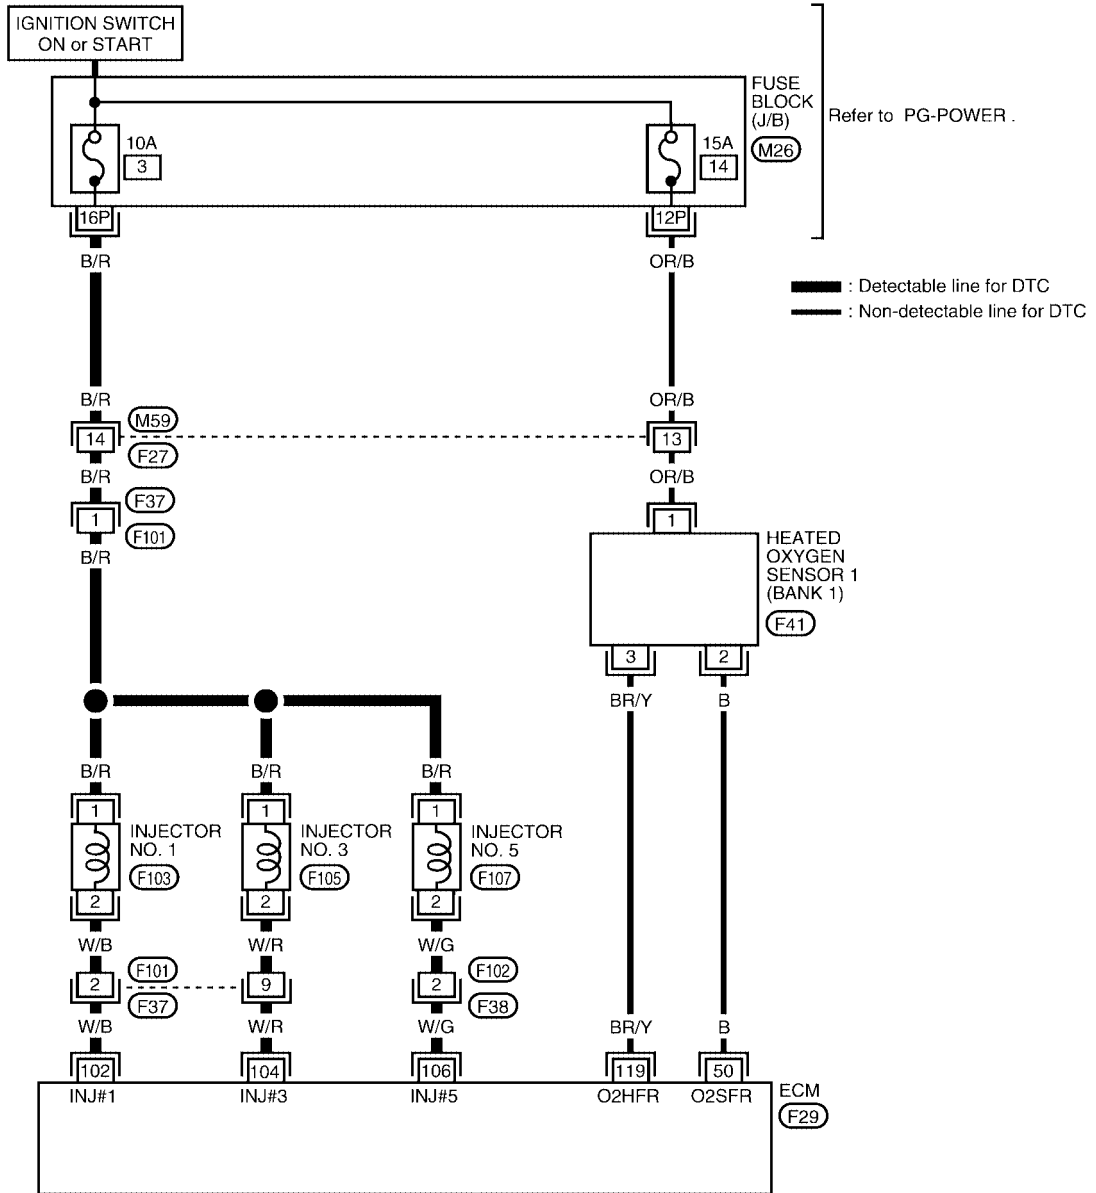 IGNITION SWITCH
ON or START
FUSE
BLOCK
(J/B)
M26
Refer to PG-POWER .
10A
3
15A
14
16P
12P
B/R
OR/B
: Detectable line for DTC
: Non-detectable line for DTC
B/R
OR/B
M59
14
13
F27
B/R
OR/B
F37
1
1
F101
B/R
HEATED
OXYGEN
SENSOR 1
(BANK 1)
F41
3
2
BR/Y
B
B/R
B/R
B/R
1
1
1
INJECTOR
NO. 1
F103
INJECTOR
NO. 3
F105
INJECTOR
NO. 5
F107
2
2
2
W/B
W/R
W/G
F101
F102
2
9
2
F37
F38
W/B
W/R
W/G
BR/Y
B
102
104
106
119
50
INJ#1
INJ#3
INJ#5
O2HFR
O2SFR
ECM
F29